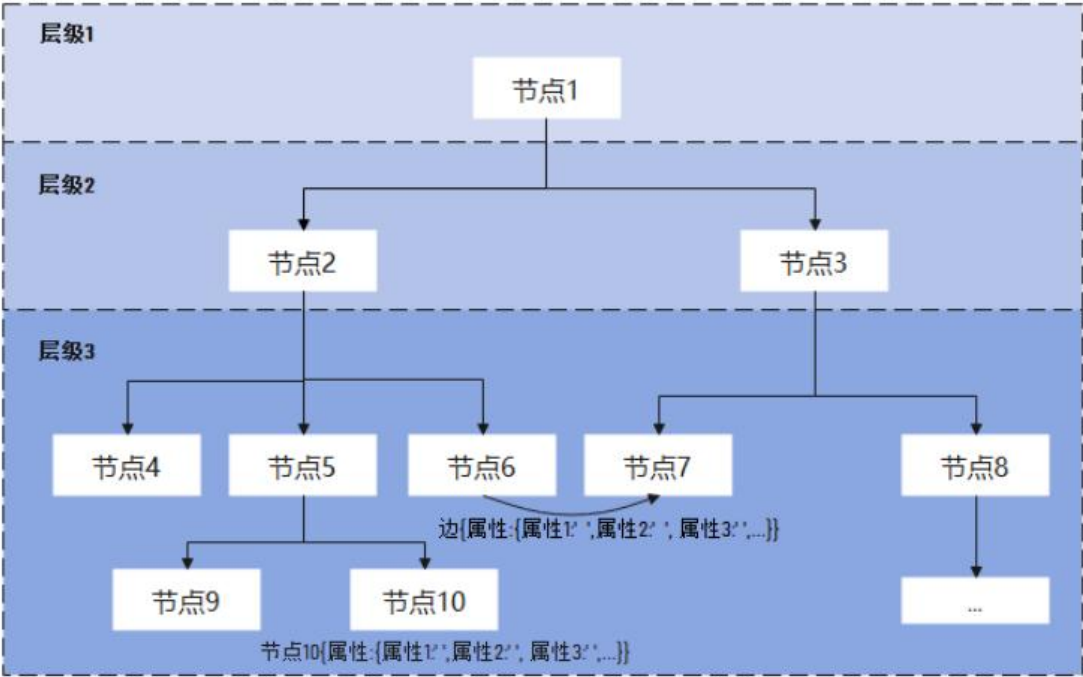 层级1
节点1
层级2
节点2
节点3
层级3
节点4
节点5
节点6
节点7
节点8
边{属性:{属性1:' ',属性2:' ', 属性3:' ',...}}
节点9
节点10
...
节点10{属性:{属性1:' ',属性2:' ', 属性3:' ',...}}